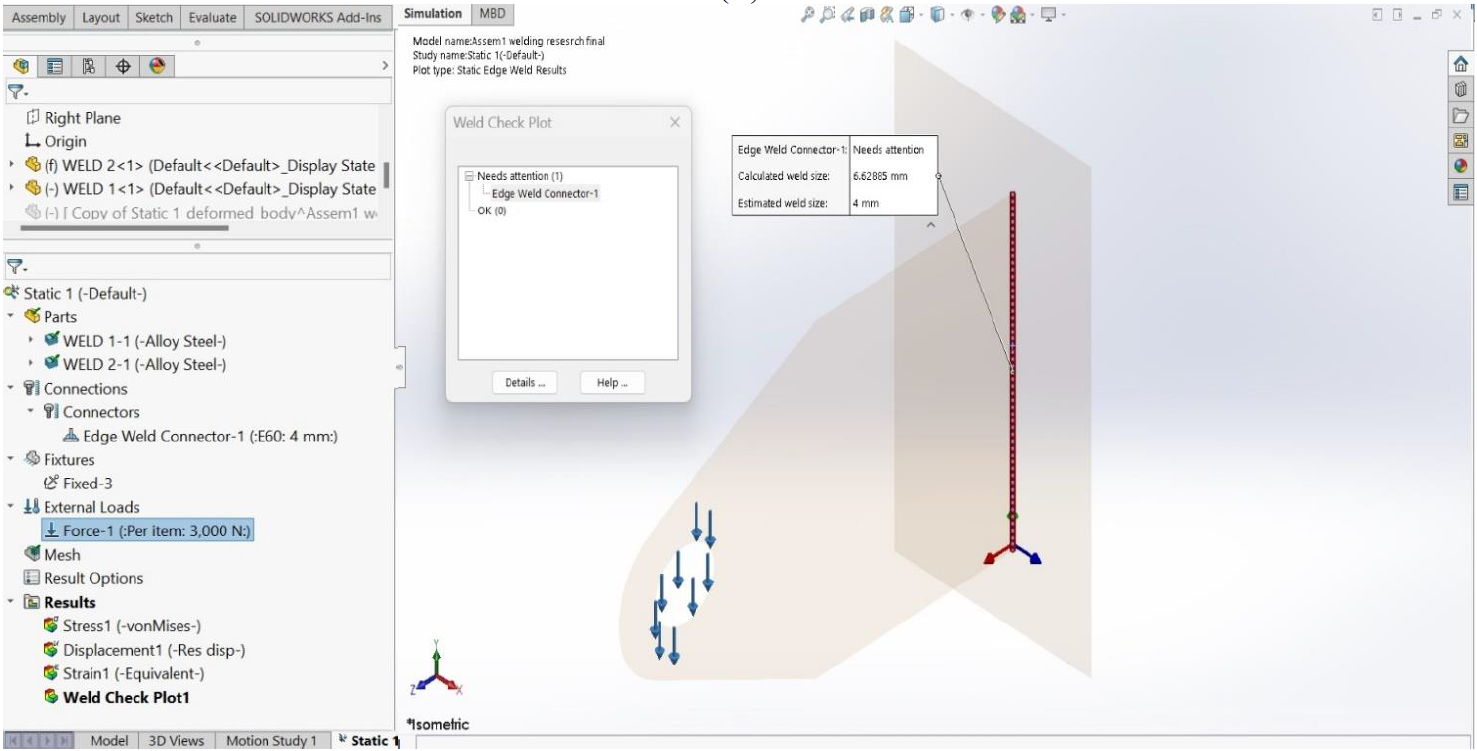 Assembly Layout Sketch Evaluate SOLIDWORKS Add-Ins Simulation MBD
Model name:Assem1 welding resesrch final
Study name:Static 1(-Default-)
Plot type: Static Edge Weld Results
Right Plane
Origin
(f) WELD 2<1> (Default<<Default>_Display State
(-) WELD 1<1> (Default<<Default>_Display State
(-) [ Copy of Static 1 deformed body^Assem1 w
Static 1 (-Default-)
Parts
WELD 1-1 (-Alloy Steel-)
WELD 2-1 (-Alloy Steel-)
Connections
Connectors
Edge Weld Connector-1 (:E60: 4 mm:)
Fixtures
Fixed-3
External Loads
Force-1 (:Per item: 3,000 N:)
Mesh
Result Options
Results
Stress1 (-vonMises-)
Displacement1 (-Res disp-)
Strain1 (-Equivalent-)
Weld Check Plot1
Weld Check Plot
Needs attention (1)
Edge Weld Connector-1
OK (0)
Details ... Help ...
Edge Weld Connector-1: Needs attention
Calculated weld size: 6.62885 mm
Estimated weld size: 4 mm
Y
Z X
*Isometric
Model 3D Views Motion Study 1 Static 1